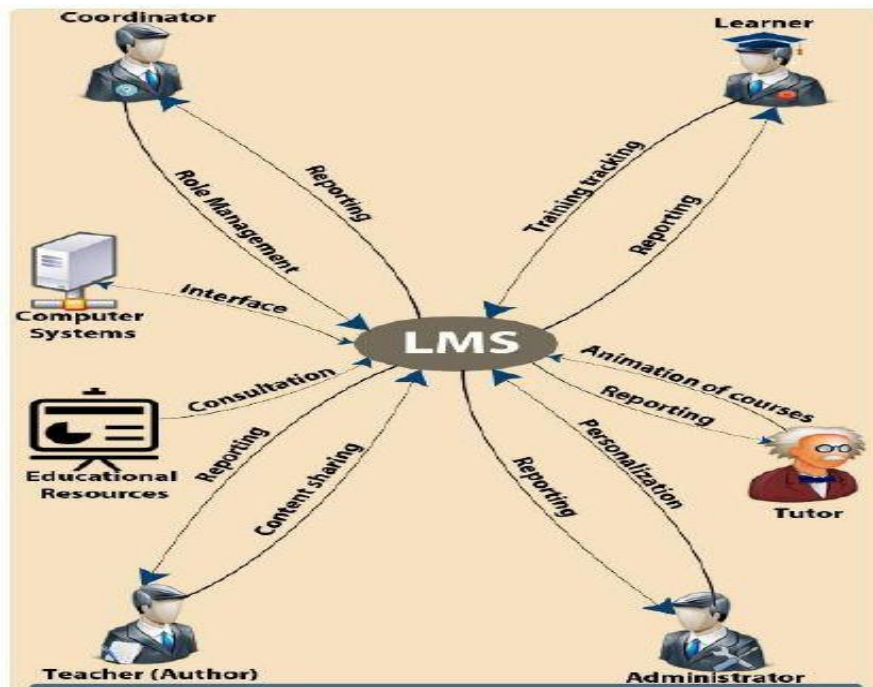 Coordinator
Learner
Role Management
Reporting
Training tracking
Reporting
Interface
Computer
Systems
LMS
Animation of courses
Consultation
Reporting
Educational
Resources
Reporting
Content sharing
Reporting
Personalization
Tutor
Teacher (Author)
Administrator